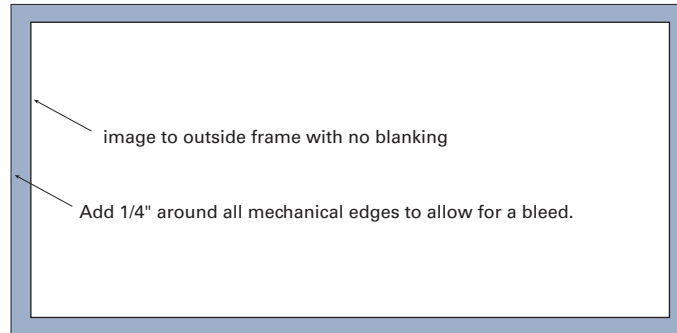 image to outside frame with no blanking
Add 1/4" around all mechanical edges to allow for a bleed.